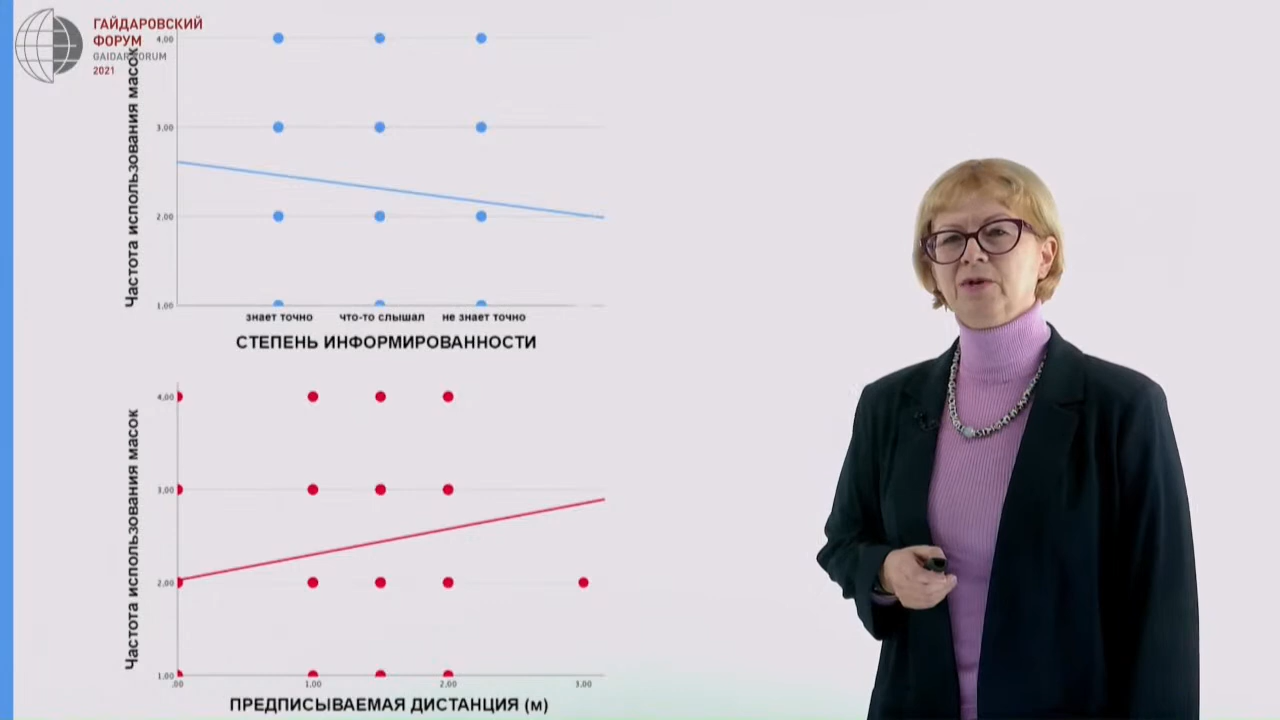 ГАЙДАРОВСКИЙ
ФОРУМ
GAIDAR FORUM
2021
Частота использования масок
4,00
3,00
2,00
1,00
знает точно что-то слышал не знает точно
СТЕПЕНЬ ИНФОРМИРОВАННОСТИ
Частота использования масок
4,00
3,00
2,00
1,00
,00 1,00 2,00 3,00
ПРЕДПИСЫВАЕМАЯ ДИСТАНЦИЯ (м)